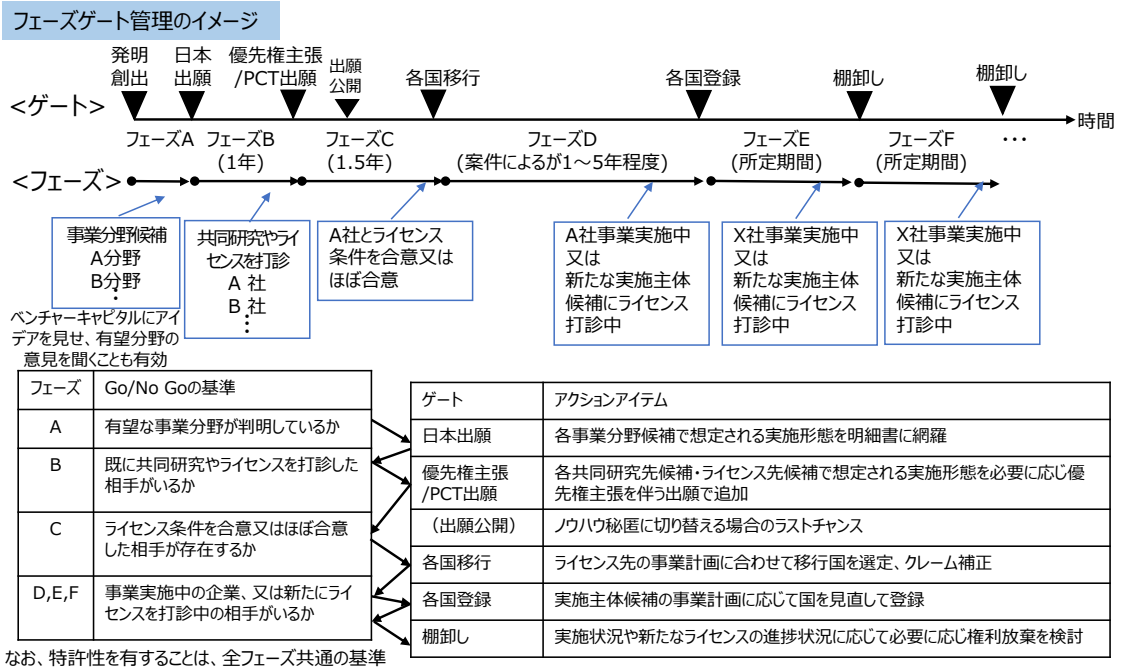 フェーズゲート管理のイメージ
発明
創出
日本
出願
優先権主張
/PCT出願
出願
公開
各国移行
各国登録
棚卸し
棚卸し
<ゲート>
時間
フェーズA
フェーズB
(1年)
フェーズC
(1.5年)
フェーズD
(案件によるが1～5年程度)
フェーズE
(所定期間)
フェーズF
(所定期間)
…
<フェーズ>
事業分野候補
A分野
B分野
⋮
ベンチャーキャピタルにアイ
デアを見せ、有望分野の
意見を聞くことも有効
共同研究やライ
センスを打診
A 社
B 社
⋮
A社とライセンス
条件を合意又は
ほぼ合意
A社事業実施中
又は
新たな実施主体
候補にライセンス
打診中
X社事業実施中
又は
新たな実施主体
候補にライセンス
打診中
X社事業実施中
又は
新たな実施主体
候補にライセンス
打診中
フェーズ Go/No Goの基準
A 有望な事業分野が判明しているか
B 既に共同研究やライセンスを打診した
相手がいるか
C ライセンス条件を合意又はほぼ合意
した相手が存在するか
D,E,F 事業実施中の企業、又は新たにライ
センスを打診中の相手がいるか
なお、特許性を有することは、全フェーズ共通の基準
ゲート アクションアイテム
日本出願 各事業分野候補で想定される実施形態を明細書に網羅
優先権主張
/PCT出願
各共同研究先候補・ライセンス先候補で想定される実施形態を必要に応じ優
先権主張を伴う出願で追加
（出願公開） ノウハウ秘匿に切り替える場合のラストチャンス
各国移行 ライセンス先の事業計画に合わせて移行国を選定、クレーム補正
各国登録 実施主体候補の事業計画に応じて国を見直して登録
棚卸し 実施状況や新たなライセンスの進捗状況に応じて必要に応じ権利放棄を検討